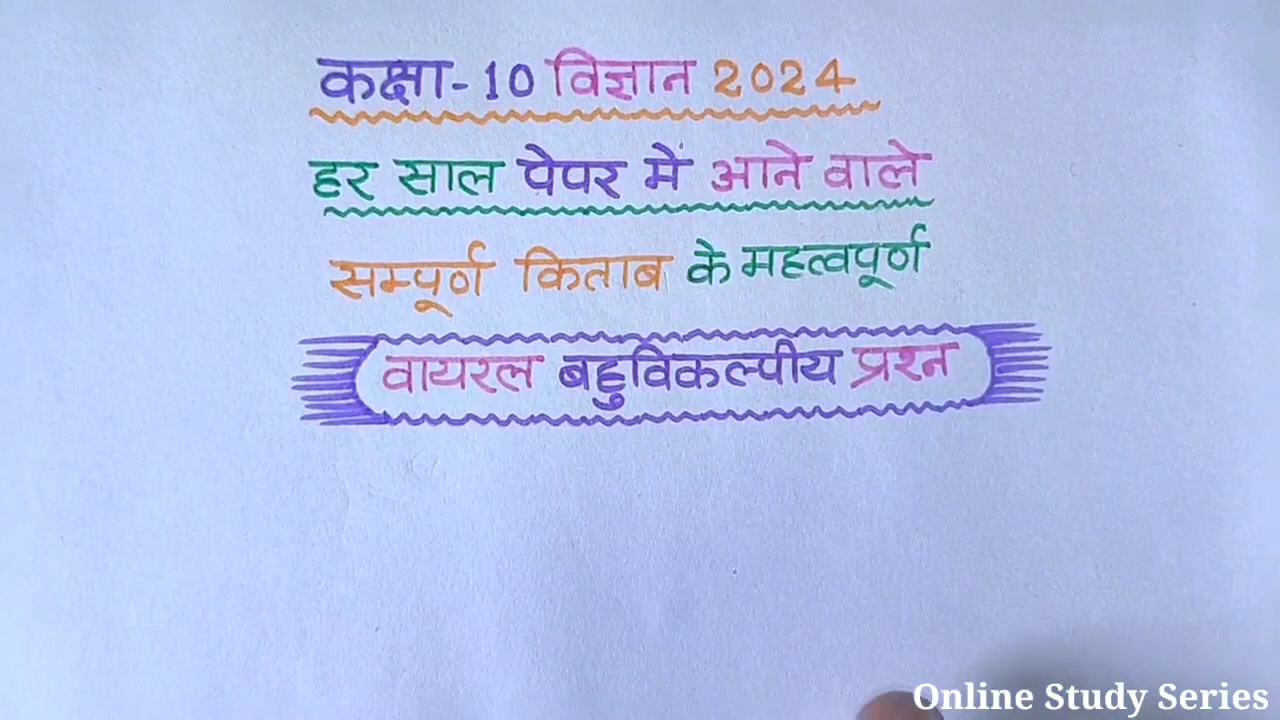 कक्षा-10 विज्ञान 2024
हर साल पेपर में आने वाले
सम्पूर्ण किताब के महत्वपूर्ण
वायरल बहुविकल्पीय प्रश्न
Online Study Series